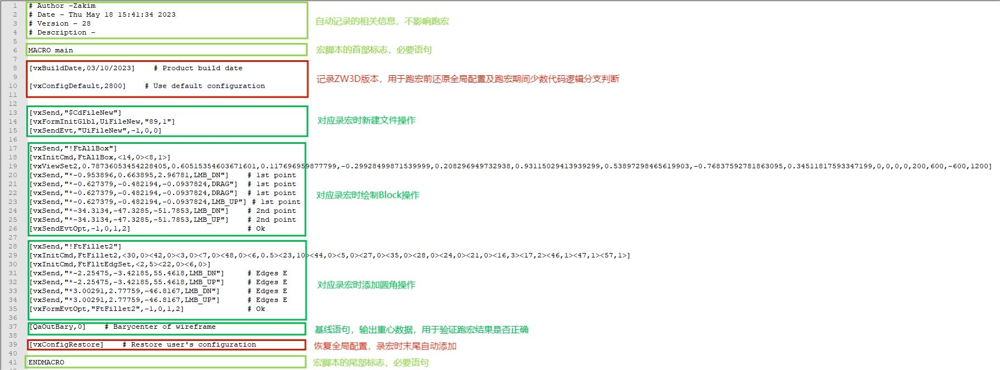 1 # Author -Zakim
2 # Date - Thu May 18 15:41:34 2023
3 # Version - 28
自动记录的相关信息，不影响跑宏
4 # Description -
5
6 MACRO main 宏脚本的首部标志，必要语句
7
8 [vxBuildDate,03/10/2023] # Product build date
9 记录ZW3D版本，用于跑宏前还原全局配置及跑宏期间少数代码逻辑分支判断
10 [vxConfigDefault,2800] # Use default configuration
11
12
13 [vxSend,"$CdFileNew"]
14 [vxFormInitGlbl,UiFileNew,"89,1"] 对应录宏时新建文件操作
15 [vxSendEvt,"UiFileNew",-1,0,0]
16
17 [vxSend,"!FtAllBox"]
18 [vxInitCmd,FtAllBox,<14,0><8,1>]
19 [vxViewSet2,0.78736053454228405,0.60515354603671601,0.117696959877799,-0.29928499871539999,0.208296949732938,0.93115029413939299,0.53897298465619903,-0.76837592781863095,0.34511817593347199,0,0,0,0,200,600,-600,1200]
20 [vxSend,"*-0.953896,0.663895,2.96781,LMB_DN"] # 1st point
21 [vxSend,"*-0.627379,-0.482194,-0.0937824,DRAG"] # 1st point
22 [vxSend,"*-0.627379,-0.482194,-0.0937824,DRAG"] # 1st point
对应录宏时绘制Block操作
23 [vxSend,"*-0.627379,-0.482194,-0.0937824,LMB_UP"] # 1st point
24 [vxSend,"*-34.3134,-47.3285,-51.7853,LMB_DN"] # 2nd point
25 [vxSend,"*-34.3134,-47.3285,-51.7853,LMB_UP"] # 2nd point
26 [vxSendEvtOpt,-1,0,1,2] # Ok
27
28 [vxSend,"!FtFillet2"]
29 [vxInitCmd,FtFillet2,<30,0><42,0><3,0><7,0><48,0><6,0.5><23,10><44,0><5,0><27,0><35,0><28,0><24,0><21,0><16,3><17,2><46,1><47,1><57,1>]
30 [vxInitCmd,FtFlltEdgSet,<2,5><22,0><6,0>]
31 [vxSend,"*-2.25475,-3.42185,55.4618,LMB_DN"] # Edges E
32 [vxSend,"*-2.25475,-3.42185,55.4618,LMB_UP"] # Edges E
对应录宏时添加圆角操作
33 [vxSend,"*3.00291,2.77759,-46.8167,LMB_DN"] # Edges E
34 [vxSend,"*3.00291,2.77759,-46.8167,LMB_UP"] # Edges E
35 [vxFormEvtOpt,"FtFillet2",-1,0,1,2] # Ok
36
37 [QaOutBary,0] # Barycenter of wireframe 基线语句，输出重心数据，用于验证跑宏结果是否正确
38
39 [vxConfigRestore] # Restore user's configuration 恢复全局配置，录宏时末尾自动添加
40
41 ENDMACRO 宏脚本的尾部标志，必要语句